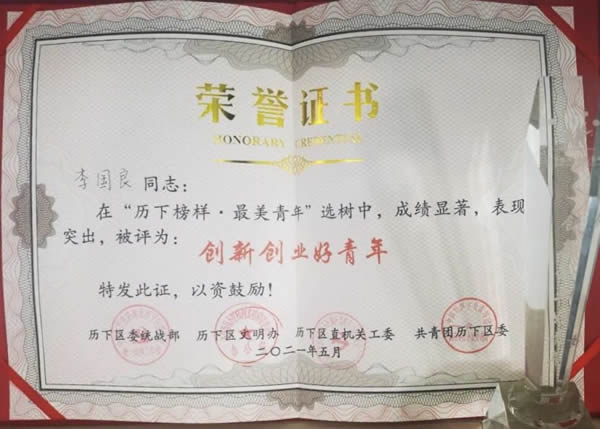 荣誉证书
HONORARY CREDENTIAL
李国良 同志：
在“历下榜样·最美青年”选树中，成绩显著，表现
突出，被评为：
创新创业好青年
特发此证，以资鼓励！
历下区委统战部 历下区文明办 历下区直机关工委 共青团历下区委
二〇二一年五月